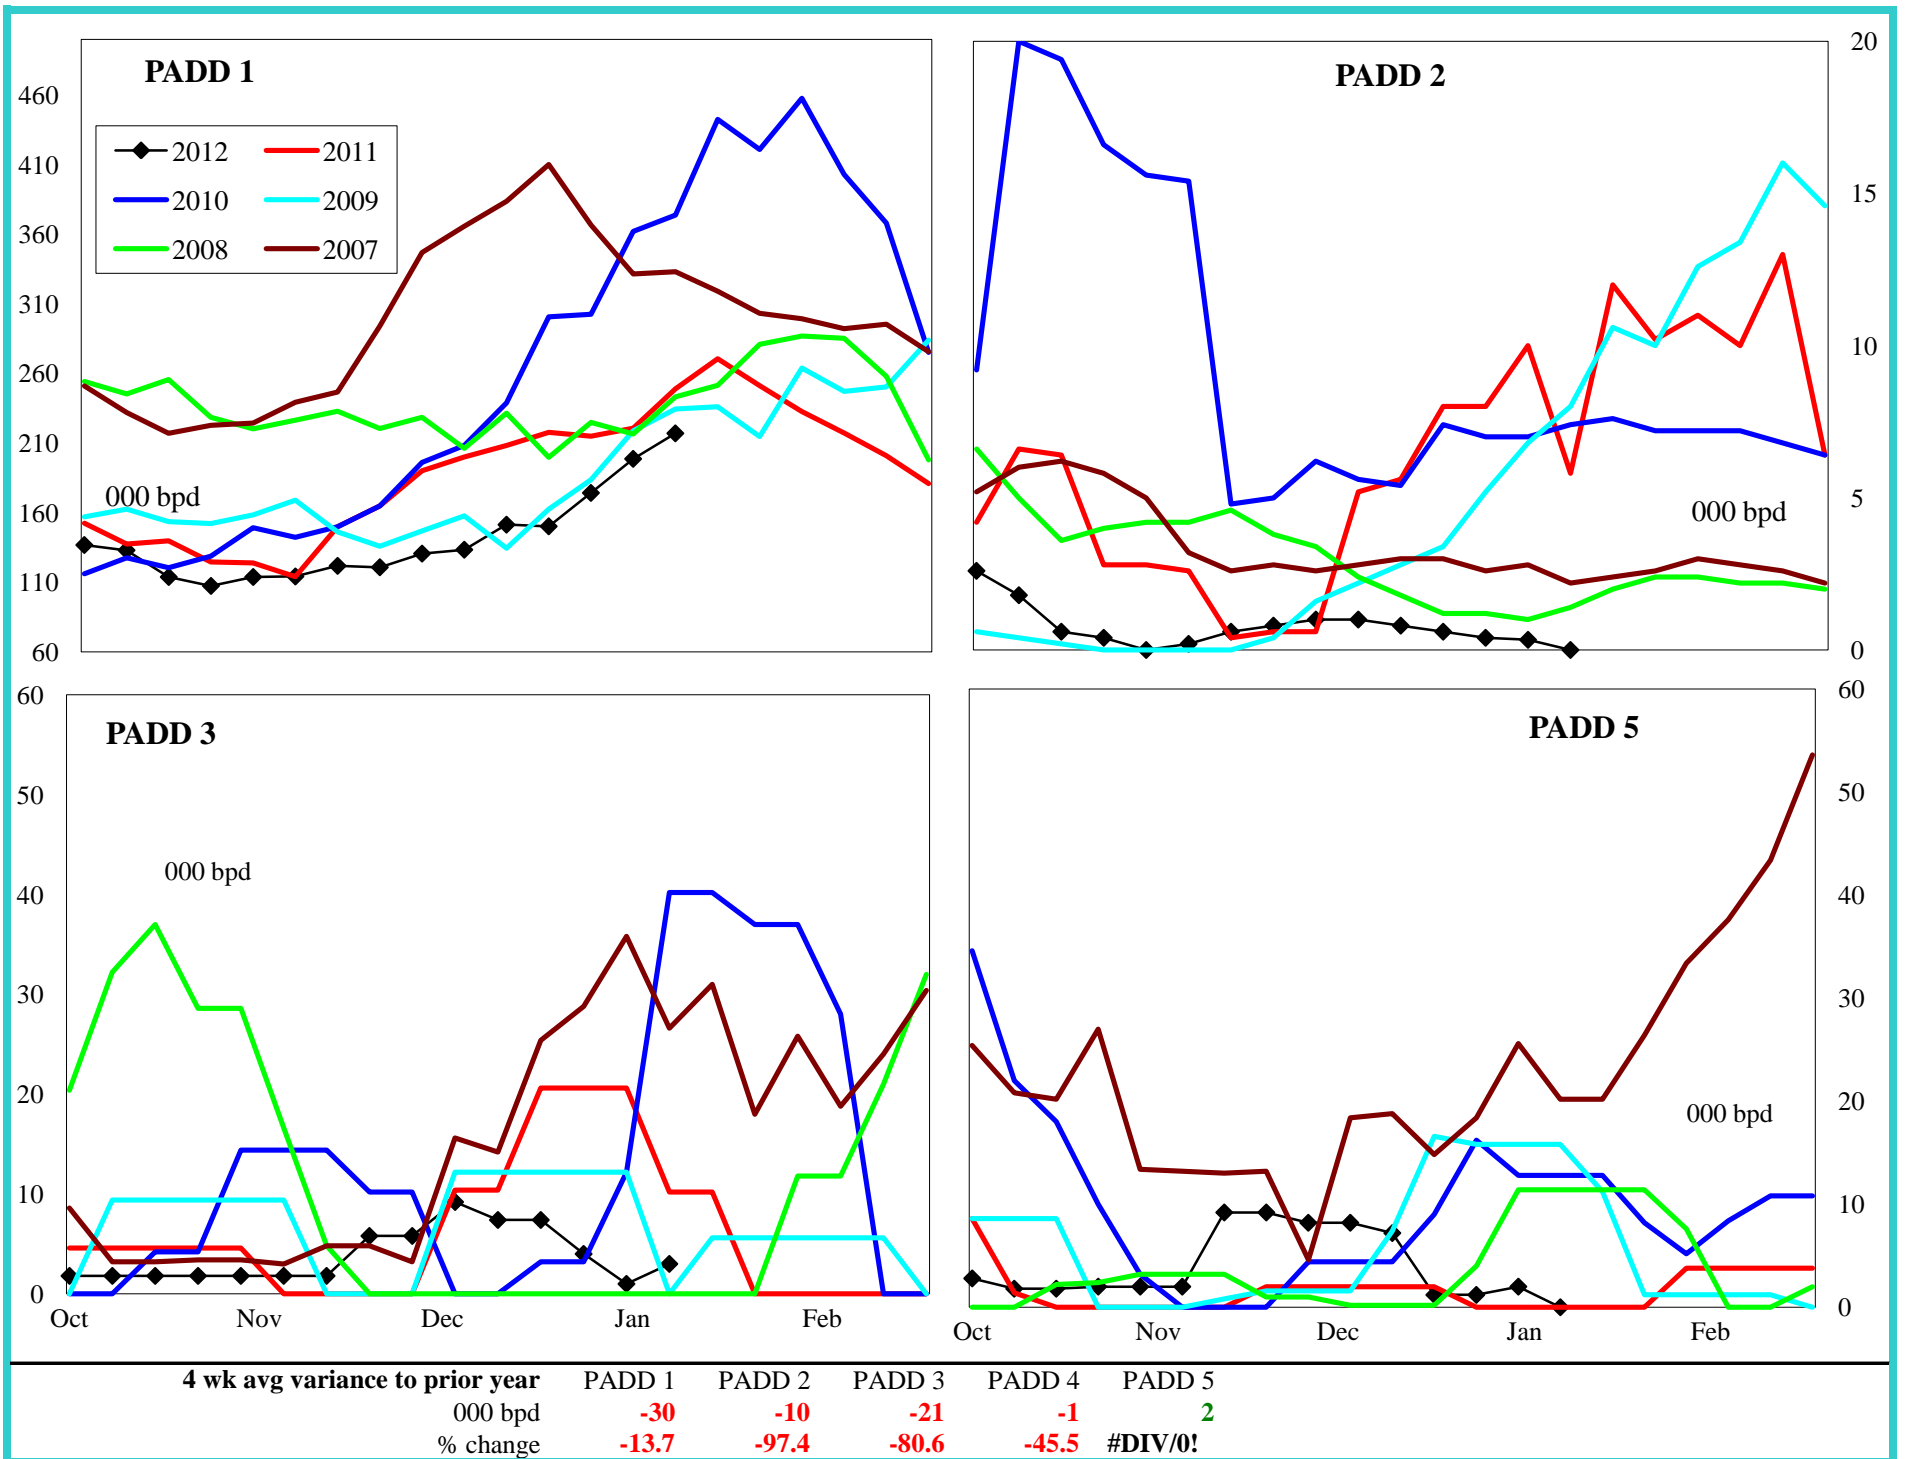 PADD 1
460
410
360
310
260
210
160
110
60
2012 2011
2010 2009
2008 2007
000 bpd
PADD 2
20
15
10
5
0
000 bpd
PADD 3
60
50
40
30
20
10
0
000 bpd
Oct Nov Dec Jan Feb
PADD 5
60
50
40
30
20
10
0
000 bpd
Oct Nov Dec Jan Feb
4 wk avg variance to prior year PADD 1 PADD 2 PADD 3 PADD 4 PADD 5
000 bpd -30 -10 -21 -1 2
% change -13.7 -97.4 -80.6 -45.5 #DIV/0!